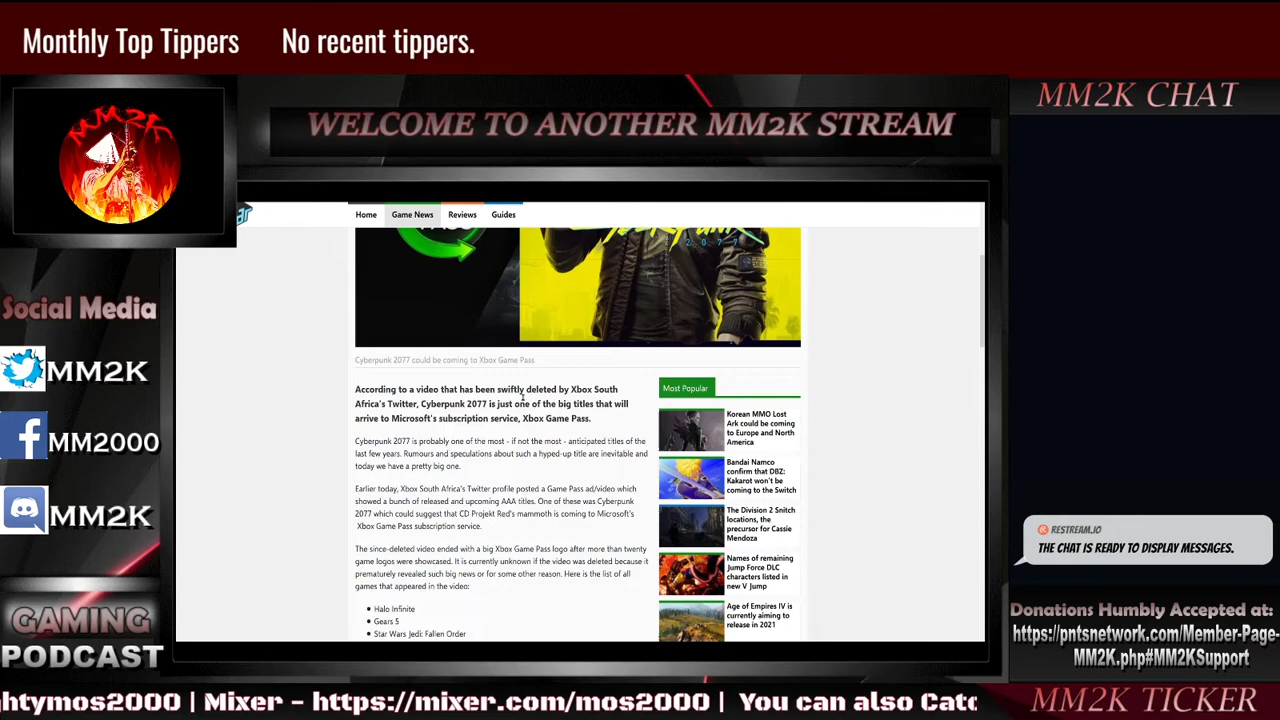 Monthly Top Tippers No recent tippers.
MM2K
WELCOME TO ANOTHER MM2K STREAM
MM2K CHAT
Home Game News Reviews Guides
2077
Cyberpunk 2077 could be coming to Xbox Game Pass
According to a video that has been swiftly deleted by Xbox South
Africa's Twitter, Cyberpunk 2077 is just one of the big titles that will
arrive to Microsoft's subscription service, Xbox Game Pass.
Cyberpunk 2077 is probably one of the most - if not the most - anticipated titles of the
last few years. Rumours and speculations about such a hyped-up title are inevitable and
today we have a pretty big one.
Earlier today, Xbox South Africa's Twitter profile posted a Game Pass ad/video which
showed a bunch of released and upcoming AAA titles. One of these was Cyberpunk
2077 which could suggest that CD Projekt Red's mammoth is coming to Microsoft's
Xbox Game Pass subscription service.
The since-deleted video ended with a big Xbox Game Pass logo after more than twenty
game logos were showcased. It is currently unknown if the video was deleted because it
prematurely revealed such big news or for some other reason. Here is the list of all
games that appeared in the video:
Halo Infinite
Gears 5
Star Wars Jedi: Fallen Order
Most Popular
Korean MMO Lost
Ark could be coming
to Europe and North
America
Bandai Namco
confirm that DBZ:
Kakarot won't be
coming to the Switch
The Division 2 Snitch
locations, the
precursor for Cassie
Mendoza
Names of remaining
Jump Force DLC
characters listed in
new V Jump
Age of Empires IV is
currently aiming to
release in 2021
Social Media
MM2K
MM2000
MM2K
GAMING
PODCAST
RESTREAM.IO
THE CHAT IS READY TO DISPLAY MESSAGES.
Donations Humbly Accepted at:
https://pntsnetwork.com/Member-Page-
MM2K.php#MM2KSupport
ghtymos2000 | Mixer - https://mixer.com/mos2000 | You can also Catc
MM2K TICKER